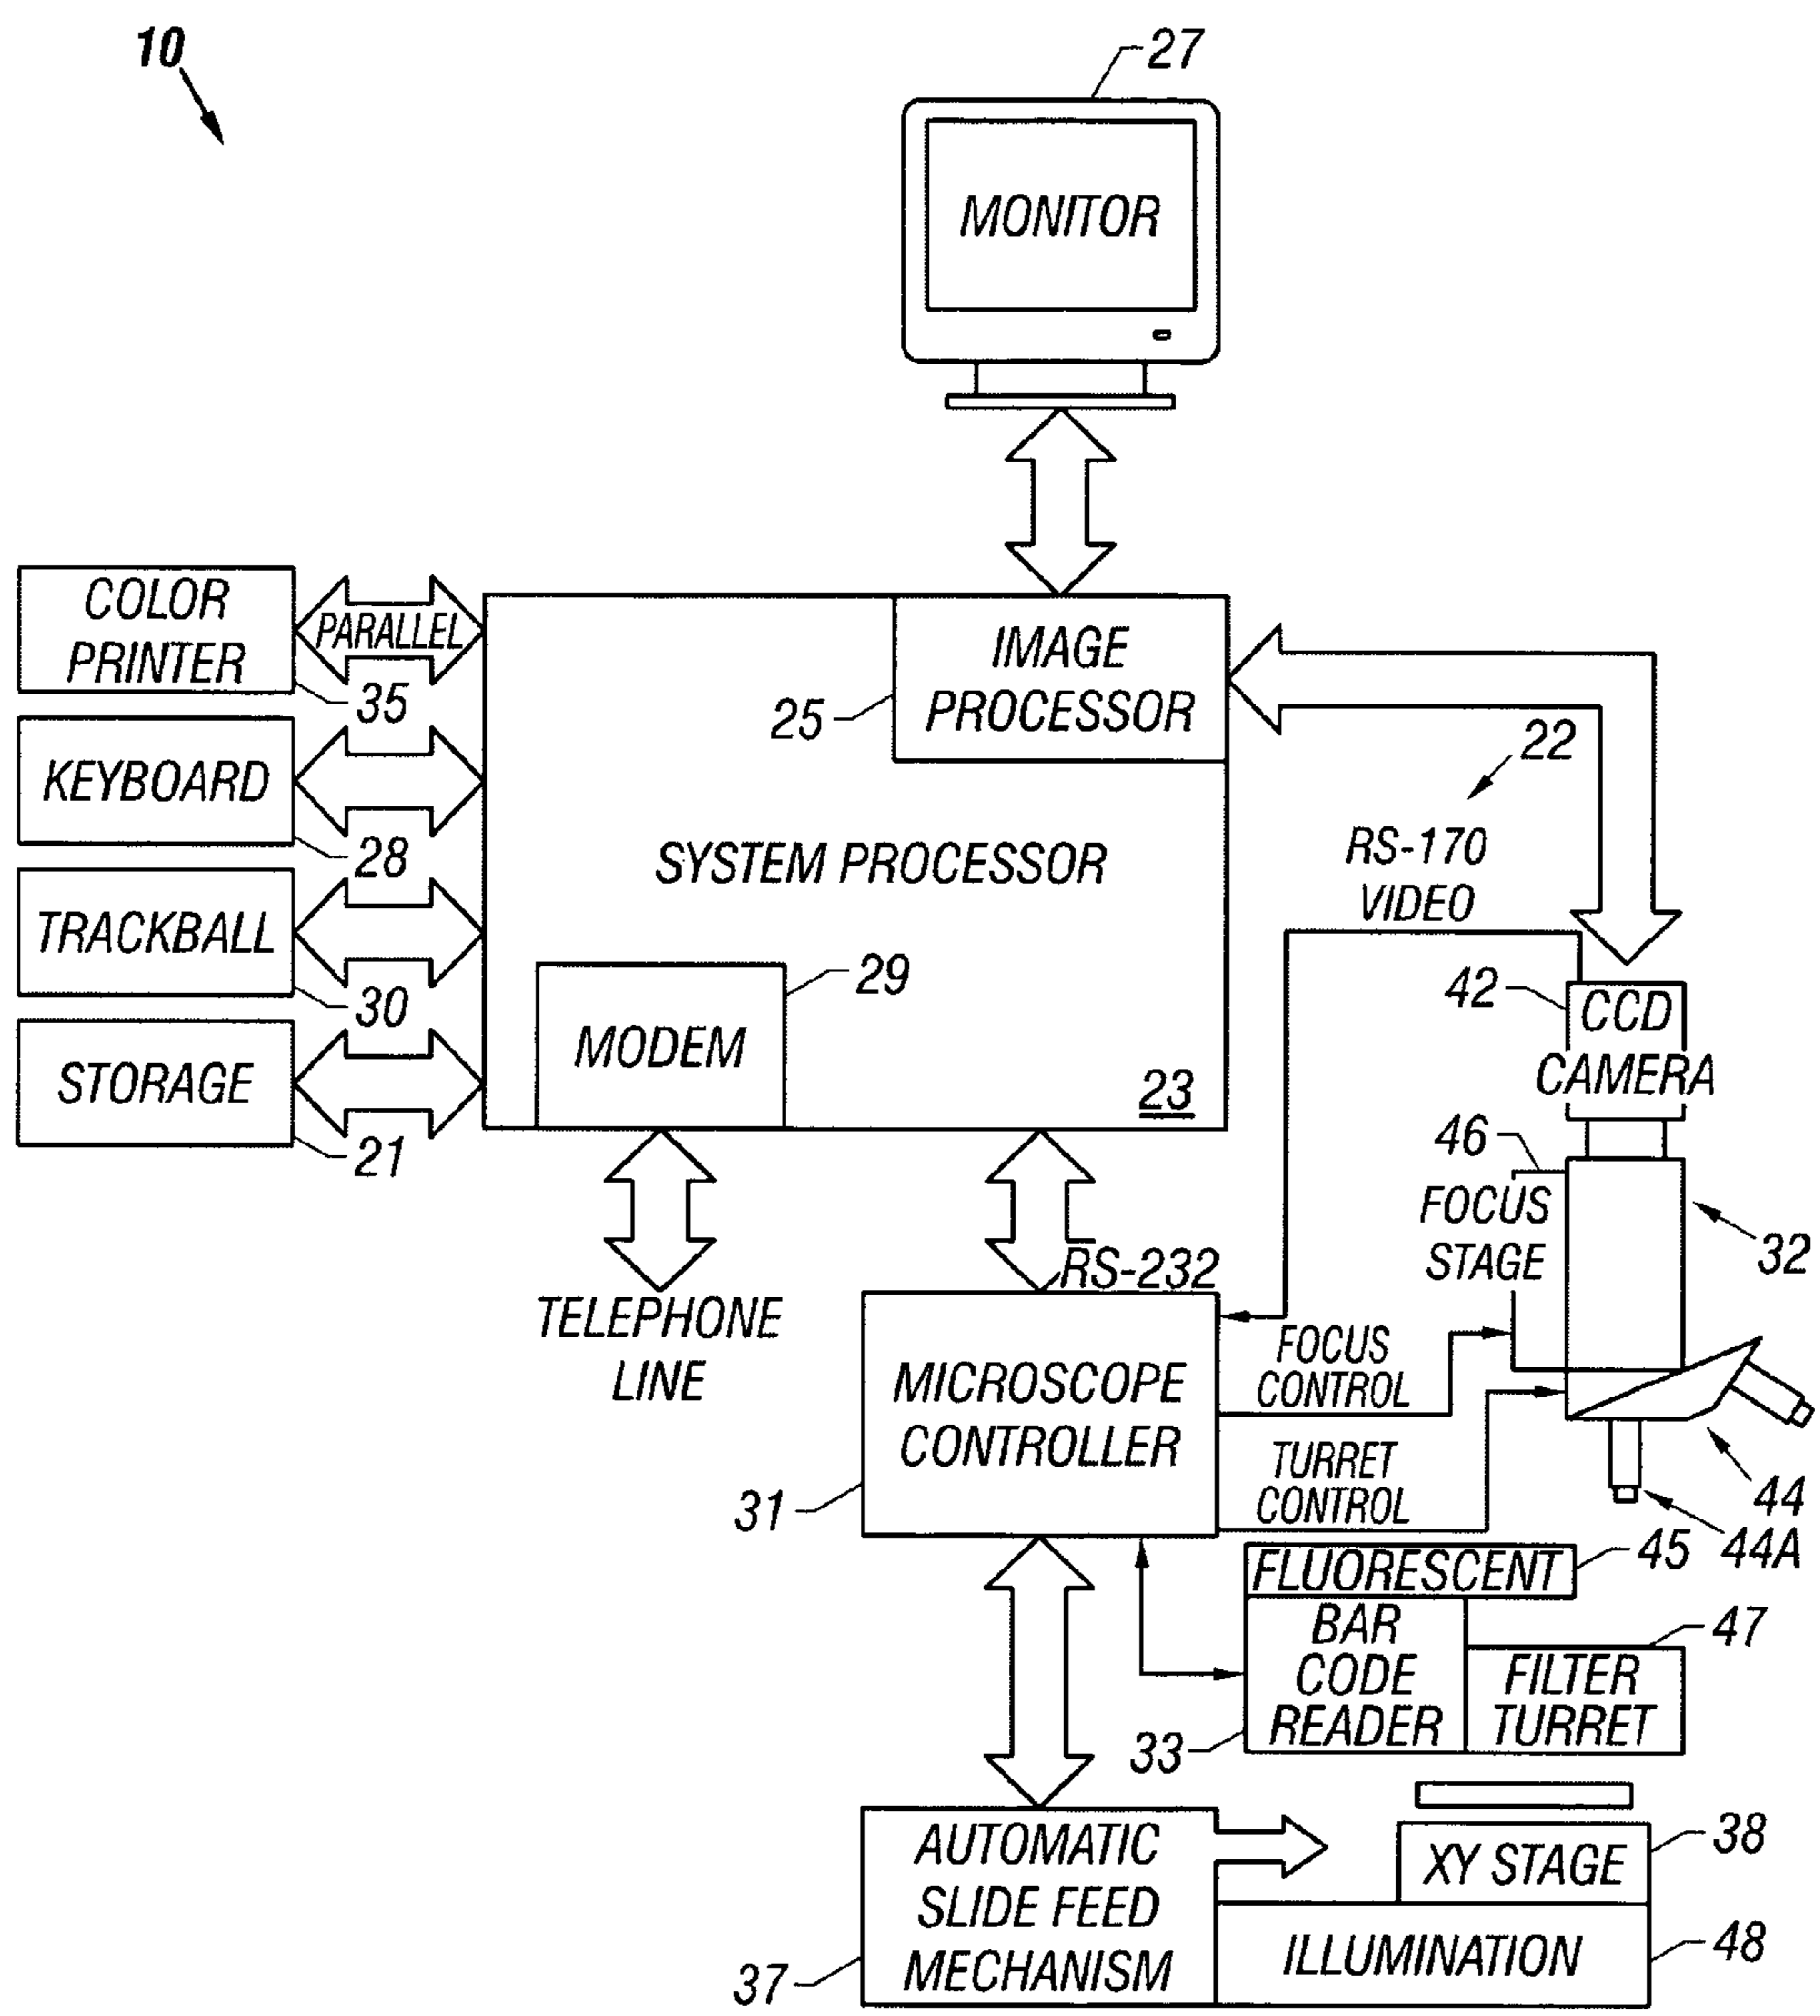 10
27
MONITOR
COLOR
PRINTER
PARALLEL
35
KEYBOARD
28
TRACKBALL
30
STORAGE
21
IMAGE
PROCESSOR
25
SYSTEM PROCESSOR
29
MODEM
23
TELEPHONE
LINE
22
RS-170
VIDEO
42
CCD
CAMERA
46
FOCUS
STAGE
32
RS-232
MICROSCOPE
CONTROLLER
31
FOCUS
CONTROL
TURRET
CONTROL
44
44A
45
FLUORESCENT
BAR
CODE
READER
33
47
FILTER
TURRET
AUTOMATIC
SLIDE FEED
MECHANISM
37
38
XY STAGE
ILLUMINATION
48